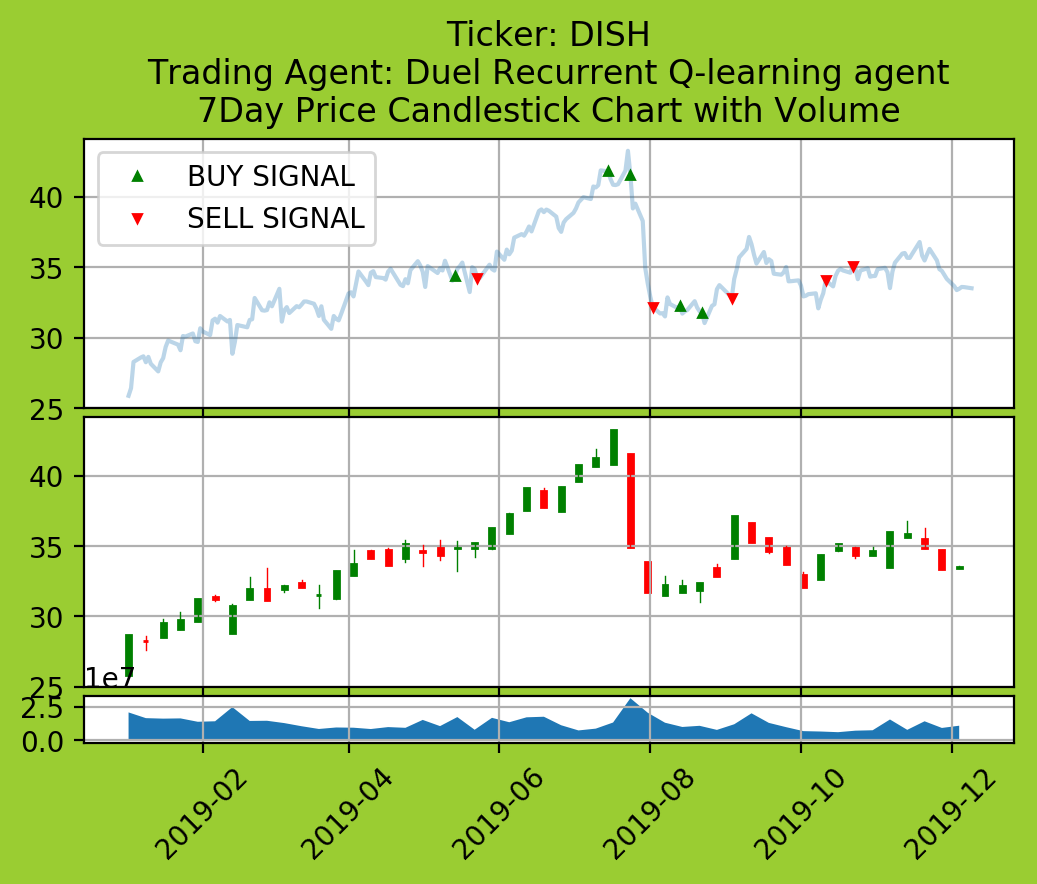 Ticker: DISH
Trading Agent: Duel Recurrent Q-learning agent
7Day Price Candlestick Chart with Volume
BUY SIGNAL
SELL SIGNAL
40
35
30
25
40
35
30
25
1e7
2.5
0.0
2019-02
2019-04
2019-06
2019-08
2019-10
2019-12